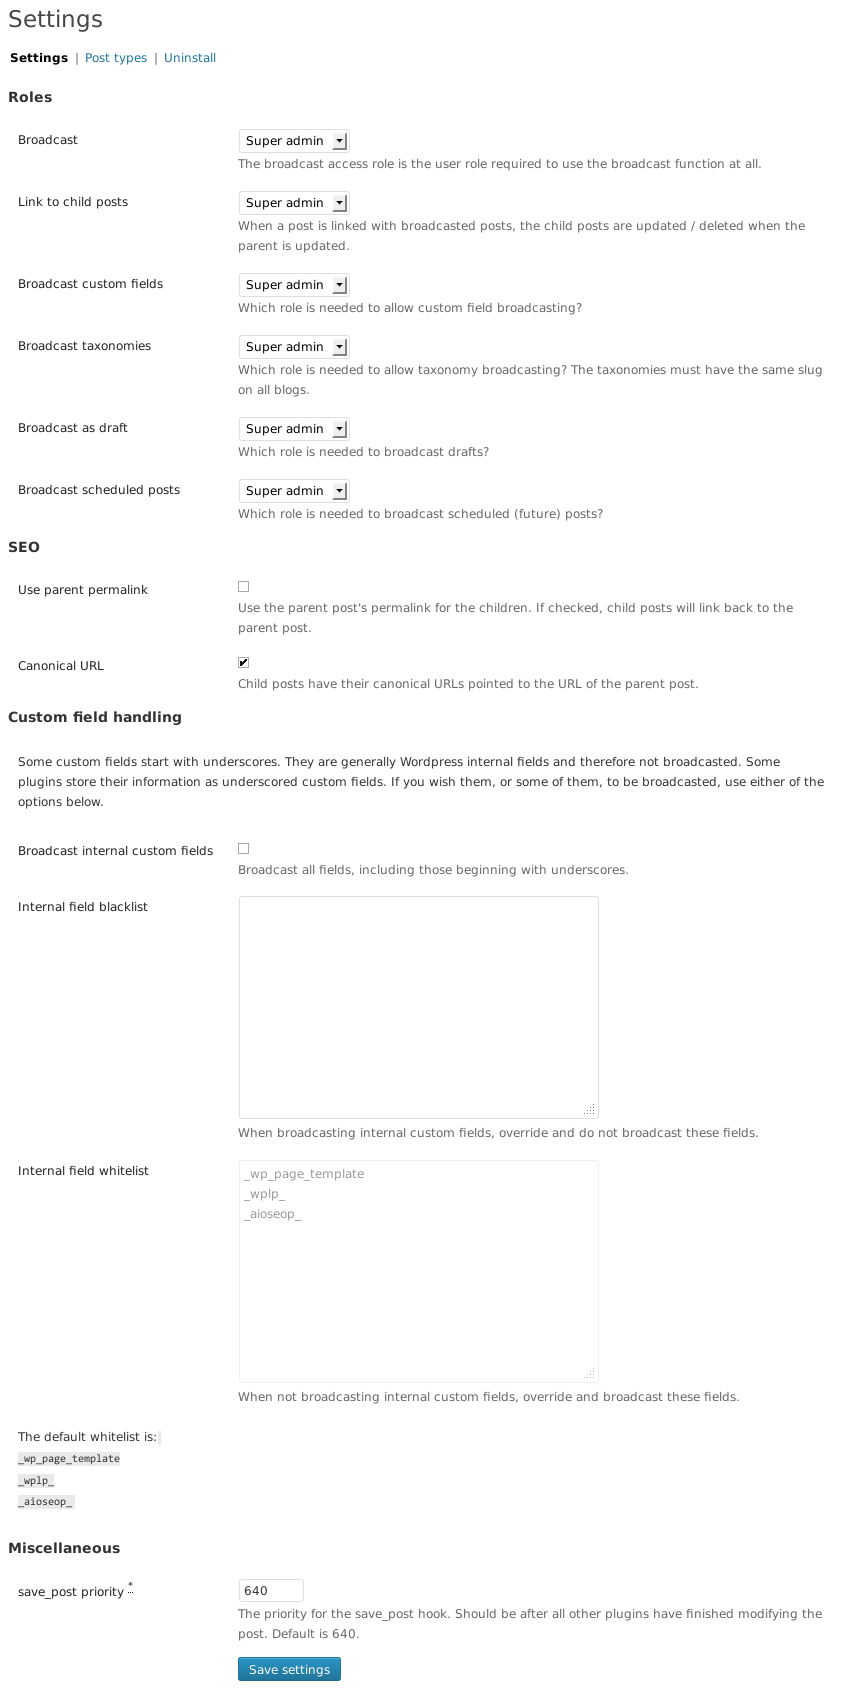 Settings
Settings | Post types | Uninstall
Roles
Broadcast
Super admin
The broadcast access role is the user role required to use the broadcast function at all.
Link to child posts
Super admin
When a post is linked with broadcasted posts, the child posts are updated / deleted when the
parent is updated.
Broadcast custom fields
Super admin
Which role is needed to allow custom field broadcasting?
Broadcast taxonomies
Super admin
Which role is needed to allow taxonomy broadcasting? The taxonomies must have the same slug
on all blogs.
Broadcast as draft
Super admin
Which role is needed to broadcast drafts?
Broadcast scheduled posts
Super admin
Which role is needed to broadcast scheduled (future) posts?
SEO
Use parent permalink
Use the parent post's permalink for the children. If checked, child posts will link back to the
parent post.
Canonical URL
Child posts have their canonical URLs pointed to the URL of the parent post.
Custom field handling
Some custom fields start with underscores. They are generally Wordpress internal fields and therefore not broadcasted. Some
plugins store their information as underscored custom fields. If you wish them, or some of them, to be broadcasted, use either of the
options below.
Broadcast internal custom fields
Broadcast all fields, including those beginning with underscores.
Internal field blacklist
When broadcasting internal custom fields, override and do not broadcast these fields.
Internal field whitelist
_wp_page_template
_wplp_
_aioseop_
When not broadcasting internal custom fields, override and broadcast these fields.
The default whitelist is:
_wp_page_template
_wplp_
_aioseop_
Miscellaneous
save_post priority *
640
The priority for the save_post hook. Should be after all other plugins have finished modifying the
post. Default is 640.
Save settings